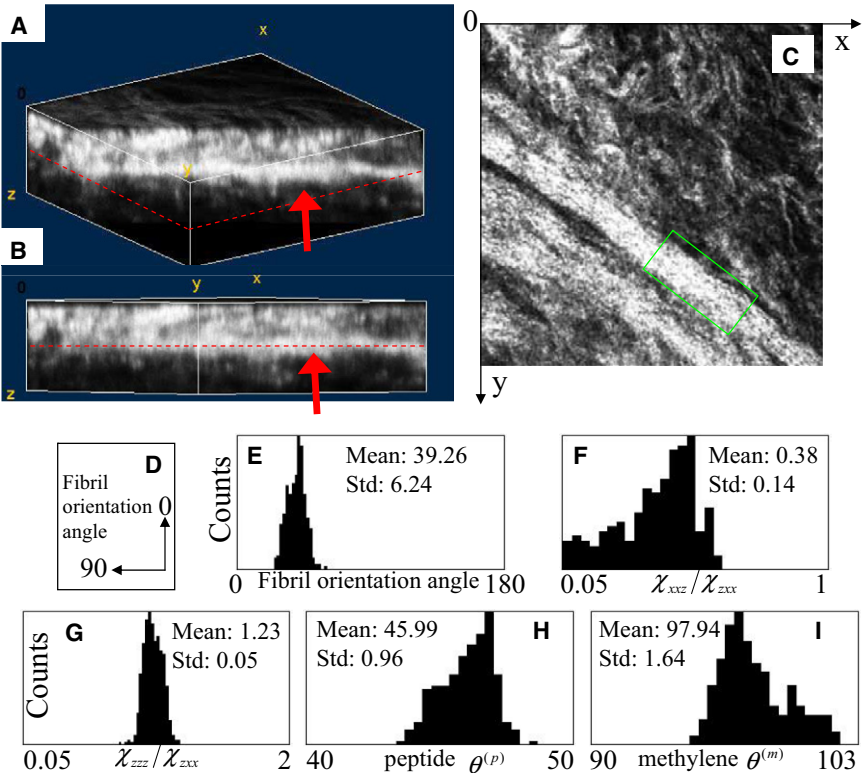 A
x
0
y
z
B
0
y
x
z
0
x
C
y
D
Fibril
orientation
angle
0
90
E
Mean: 39.26
Std: 6.24
Counts
0
Fibril orientation angle
180
F
Mean: 0.38
Std: 0.14
0.05
χxxz/χzxx
1
G
Mean: 1.23
Std: 0.05
Counts
0.05
χzzz/χzxx
2
Mean: 45.99
Std: 0.96
H
40
peptide θ(p)
50
Mean: 97.94
Std: 1.64
I
90
methylene θ(m)
103